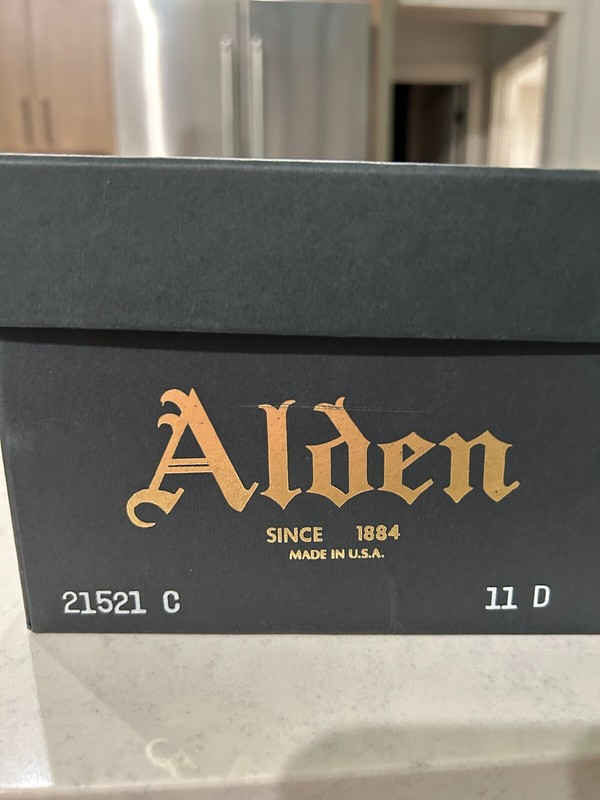 Alden
SINCE 1884
MADE IN U.S.A.
21521 C 11 D